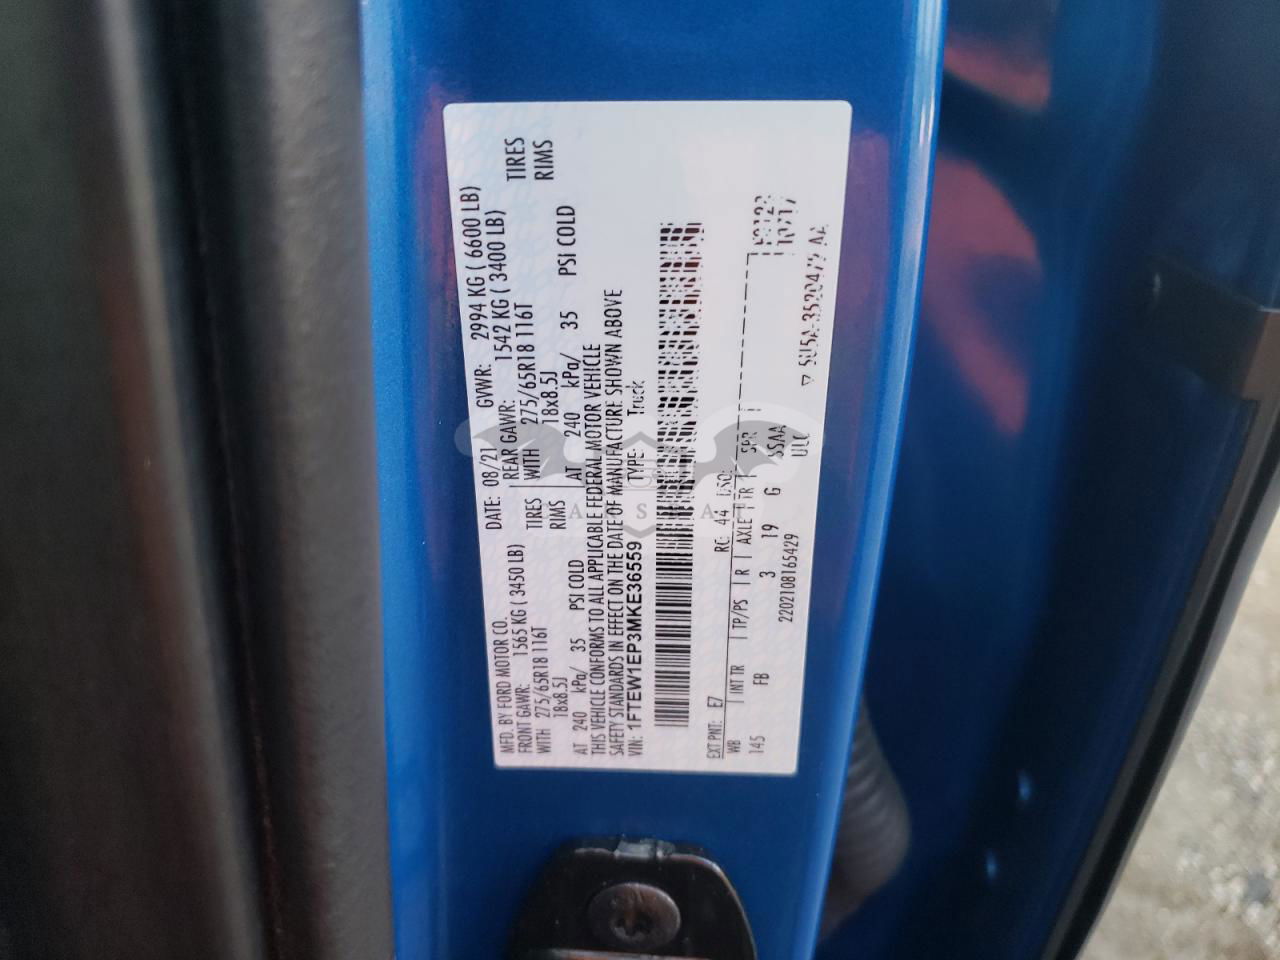 MFD. BY FORD MOTOR CO. DATE: 08/21 GVWR: 2994 KG ( 6600 LB)
FRONT GAWR: 1565 KG ( 3450 LB) REAR GAWR: 1542 KG ( 3400 LB)
WITH 275/65R18 116T TIRES WITH 275/65R18 116T TIRES
18x8.5J RIMS 18x8.5J RIMS
AT 240 kPa/ 35 PSI COLD AT 240 kPa/ 35 PSI COLD
THIS VEHICLE CONFORMS TO ALL APPLICABLE FEDERAL MOTOR VEHICLE
SAFETY STANDARDS IN EFFECT ON THE DATE OF MANUFACTURE SHOWN ABOVE
VIN: 1FTEW1EP3MKE36559 TYPE: Truck
EXT PNT: E7 RC: 44 DSO:
WB INT TR TP/PS R AXLE TR SPR
145 FB 3 19 G SSAA
2202108165429 ULC